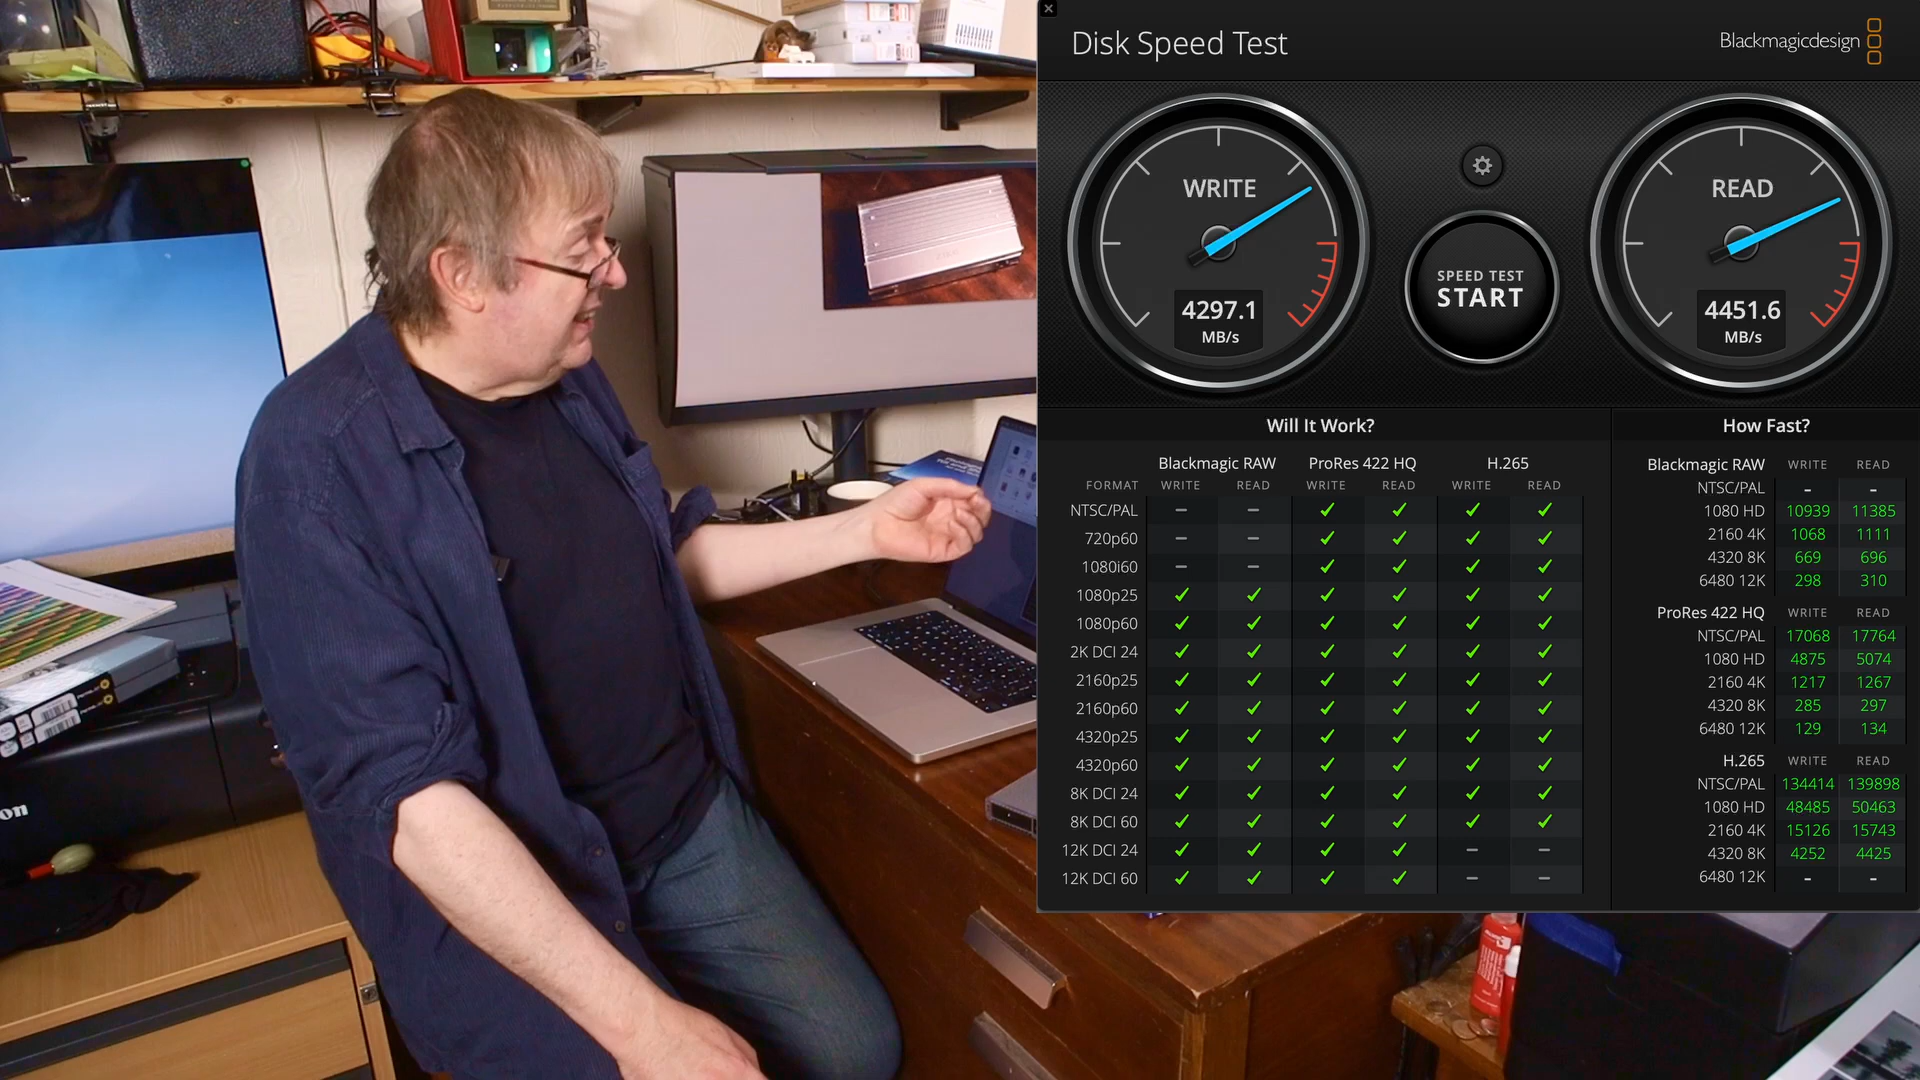 Disk Speed Test
Blackmagicdesign
WRITE
4297.1
MB/s
SPEED TEST
START
READ
4451.6
MB/s
Will It Work?
Blackmagic RAW ProRes 422 HQ H.265
FORMAT WRITE READ WRITE READ WRITE READ
NTSC/PAL – – ✓ ✓ ✓ ✓
720p60 – – ✓ ✓ ✓ ✓
1080i60 – – ✓ ✓ ✓ ✓
1080p25 ✓ ✓ ✓ ✓ ✓ ✓
1080p60 ✓ ✓ ✓ ✓ ✓ ✓
2K DCI 24 ✓ ✓ ✓ ✓ ✓ ✓
2160p25 ✓ ✓ ✓ ✓ ✓ ✓
2160p60 ✓ ✓ ✓ ✓ ✓ ✓
4320p25 ✓ ✓ ✓ ✓ ✓ ✓
4320p60 ✓ ✓ ✓ ✓ ✓ ✓
8K DCI 24 ✓ ✓ ✓ ✓ ✓ ✓
8K DCI 60 ✓ ✓ ✓ ✓ ✓ ✓
12K DCI 24 ✓ ✓ ✓ ✓ – –
12K DCI 60 ✓ ✓ ✓ ✓ – –
How Fast?
Blackmagic RAW WRITE READ
NTSC/PAL - -
1080 HD 10939 11385
2160 4K 1068 1111
4320 8K 669 696
6480 12K 298 310
ProRes 422 HQ WRITE READ
NTSC/PAL 17068 17764
1080 HD 4875 5074
2160 4K 1217 1267
4320 8K 285 297
6480 12K 129 134
H.265 WRITE READ
NTSC/PAL 134414 139898
1080 HD 48485 50463
2160 4K 15126 15743
4320 8K 4252 4425
6480 12K - -
on